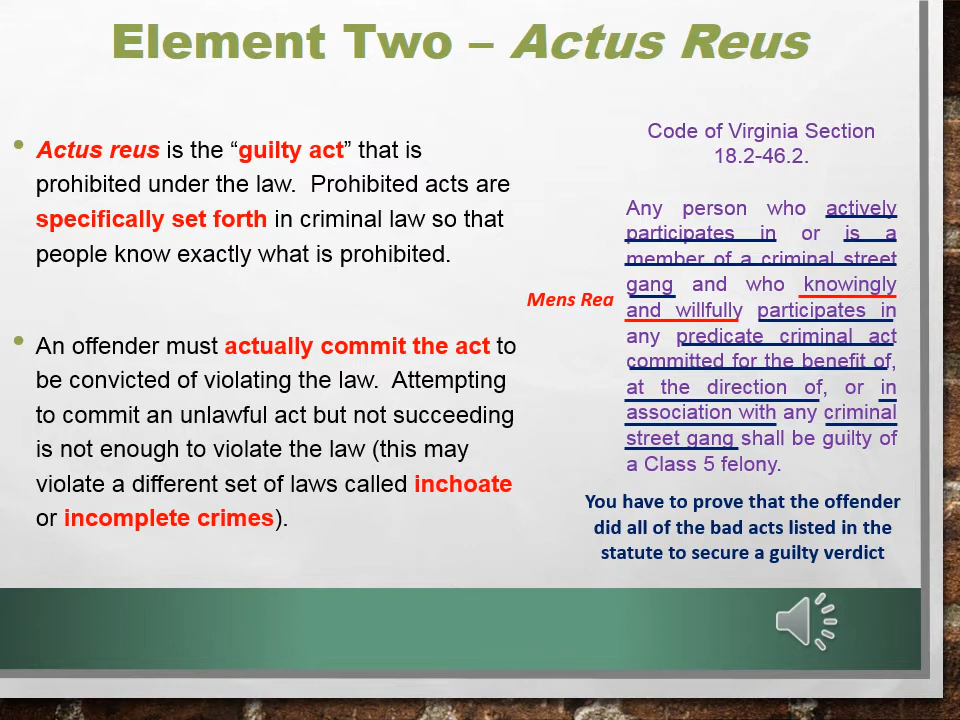 Element Two – Actus Reus
• Actus reus is the “guilty act” that is
prohibited under the law.  Prohibited acts are
specifically set forth in criminal law so that
people know exactly what is prohibited.
• An offender must actually commit the act to
be convicted of violating the law.  Attempting
to commit an unlawful act but not succeeding
is not enough to violate the law (this may
violate a different set of laws called inchoate
or incomplete crimes).
Code of Virginia Section
18.2-46.2.
Any person who actively
participates in or is a
member of a criminal street
gang and who knowingly
and willfully participates in
any predicate criminal act
committed for the benefit of,
at the direction of, or in
association with any criminal
street gang shall be guilty of
a Class 5 felony.
Mens Rea
You have to prove that the offender
did all of the bad acts listed in the
statute to secure a guilty verdict